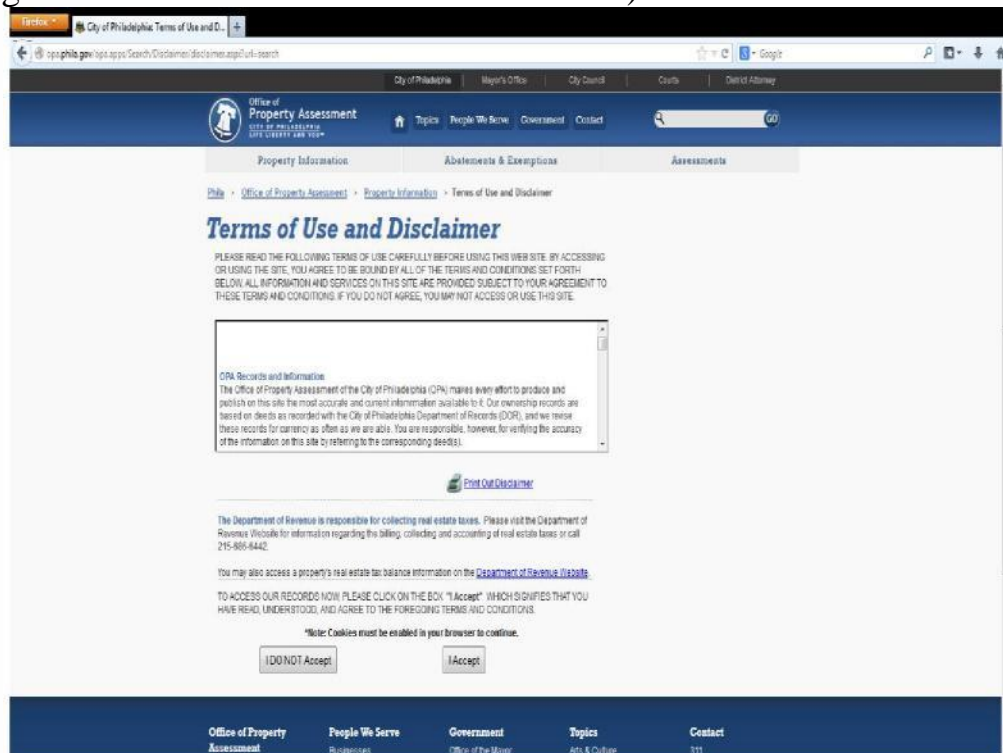 Firefox
City of Philadelphia: Terms of Use and D...
+
opa.phila.gov/opa.apps/Search/Disclaimer/disclaimer.aspx?url=search
Google
City of Philadelphia | Mayor's Office | City Council | Courts | District Attorney
Office of
Property Assessment
CITY OF PHILADELPHIA
LIFE LIBERTY AND YOU™
Topics People We Serve Government Contact
GO
Property Information Abatements & Exemptions Assessments
Phila > Office of Property Assessment > Property Information > Terms of Use and Disclaimer
Terms of Use and Disclaimer
PLEASE READ THE FOLLOWING TERMS OF USE CAREFULLY BEFORE USING THIS WEB SITE. BY ACCESSING
OR USING THE SITE, YOU AGREE TO BE BOUND BY ALL OF THE TERMS AND CONDITIONS SET FORTH
BELOW. ALL INFORMATION AND SERVICES ON THIS SITE ARE PROVIDED SUBJECT TO YOUR AGREEMENT TO
THESE TERMS AND CONDITIONS. IF YOU DO NOT AGREE, YOU MAY NOT ACCESS OR USE THIS SITE.
OPA Records and Information
The Office of Property Assessment of the City of Philadelphia (OPA) makes every effort to produce and
publish on this site the most accurate and current information available to it. Our ownership records are
based on deeds as recorded with the City of Philadelphia Department of Records (DOR), and we revise
these records for currency as often as we are able. You are responsible, however, for verifying the accuracy
of the information on this site by referring to the corresponding deed(s).
Print Out Disclaimer
The Department of Revenue is responsible for collecting real estate taxes. Please visit the Department of
Revenue Website for information regarding the billing, collecting and accounting of real estate taxes or call
215-686-6442.
You may also access a property's real estate tax balance information on the Department of Revenue Website.
TO ACCESS OUR RECORDS NOW, PLEASE CLICK ON THE BOX "I Accept" WHICH SIGNIFIES THAT YOU
HAVE READ, UNDERSTOOD, AND AGREE TO THE FOREGOING TERMS AND CONDITIONS.
*Note: Cookies must be enabled in your browser to continue.
I DO NOT Accept I Accept
Office of Property People We Serve Government Topics Contact
Assessment Businesses Office of the Mayor Arts & Culture 311